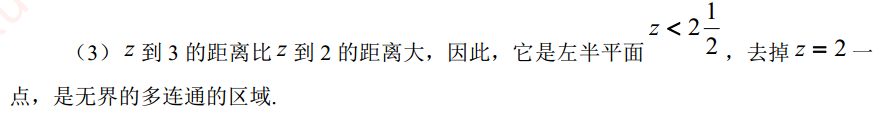 （3）z 到 3 的距离比 z 到 2 的距离大，因此，它是左半平面 z < 2 1/2，去掉 z = 2 一
点，是无界的多连通的区域.